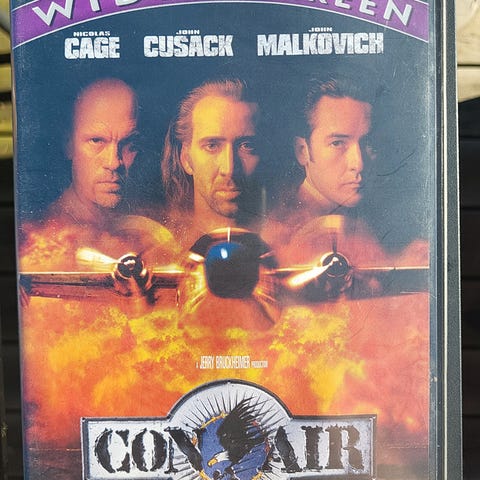 NICOLAS CAGE JOHN CUSACK JOHN MALKOVICH
A JERRY BRUCKHEIMER PRODUCTION
CON AIR